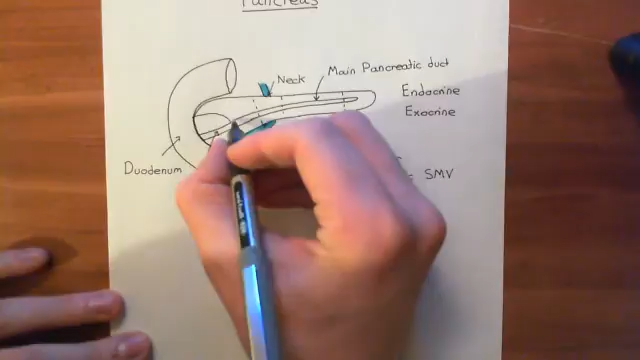 Pancreas
Neck
Main Pancreatic duct
Endocrine
Exocrine
Duodenum
SMV